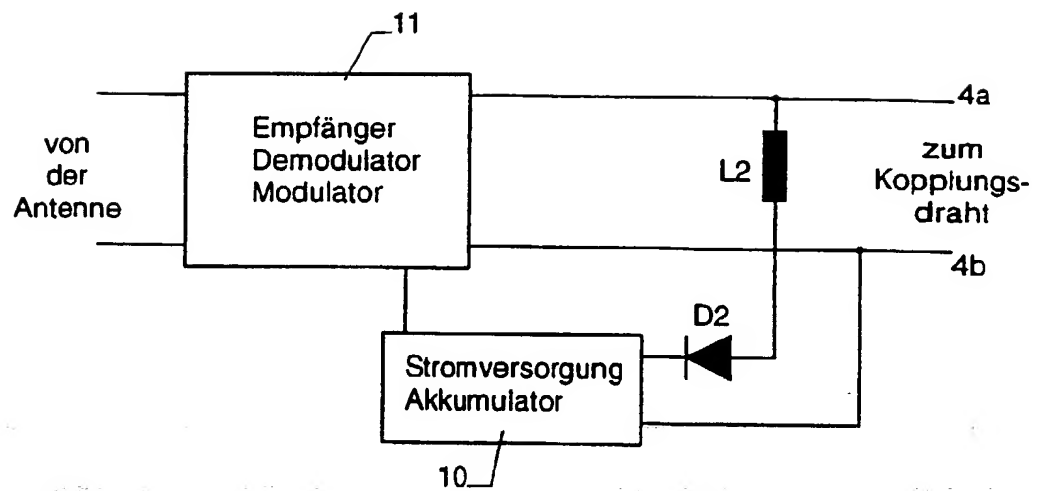 11
Empfänger
Demodulator
Modulator
von
der
Antenne
4a
L2
zum
Kopplungs-
draht
4b
D2
Stromversorgung
Akkumulator
10